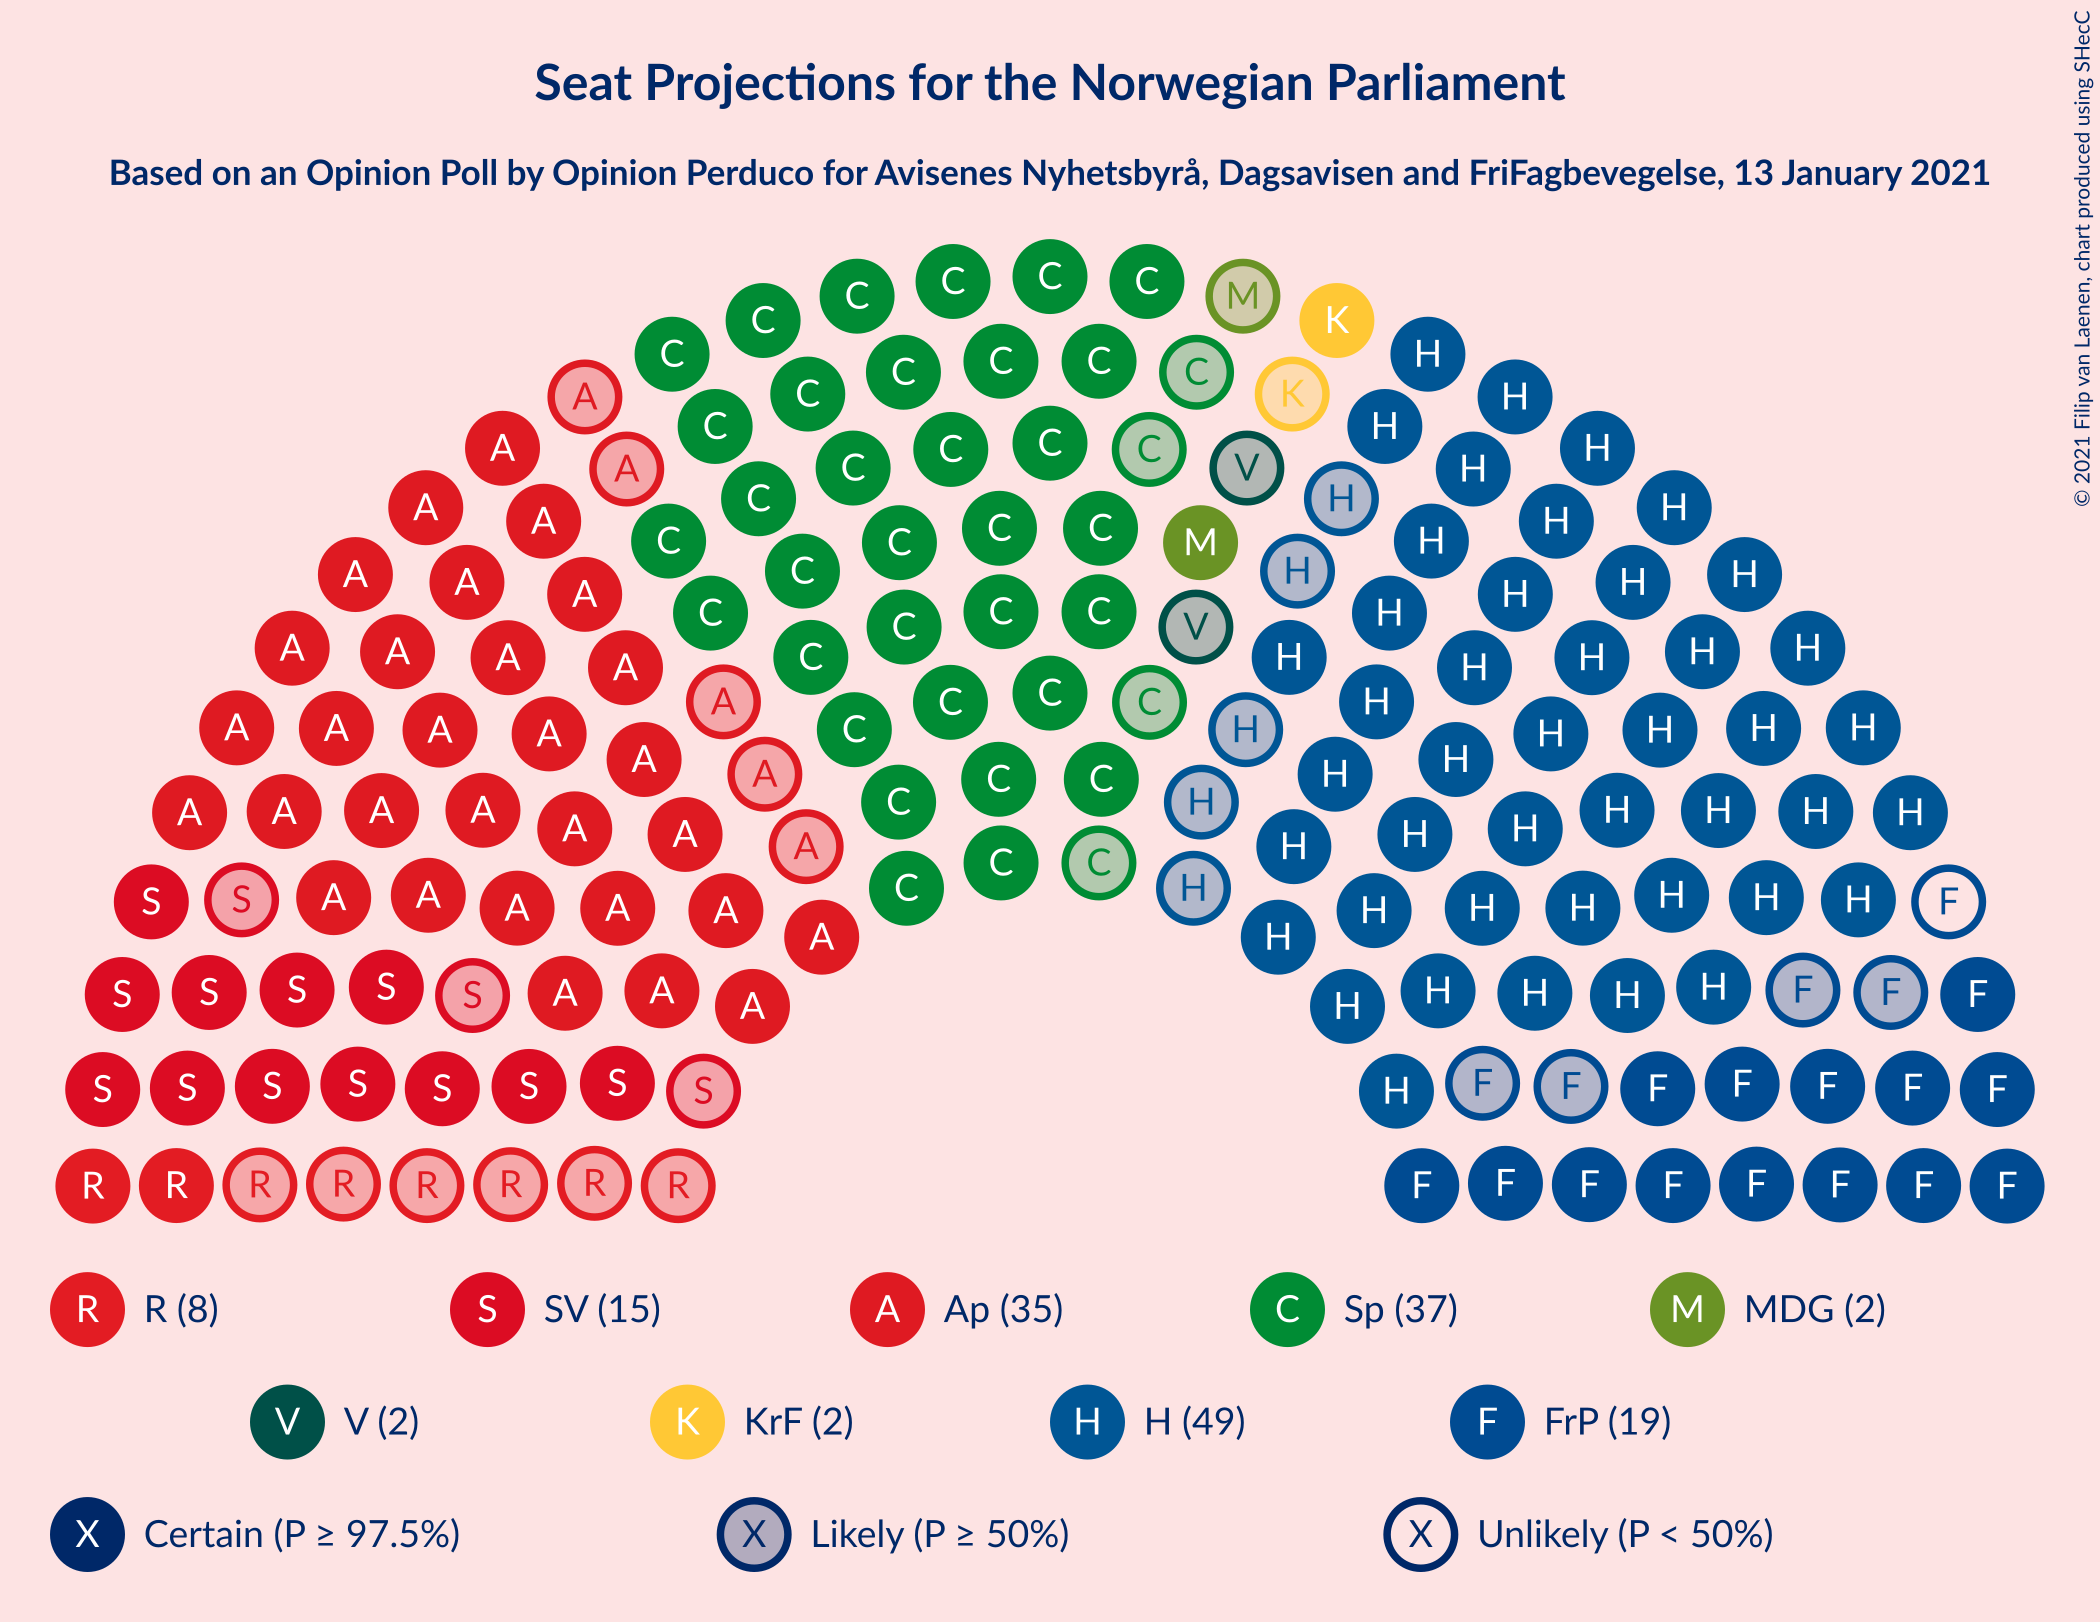 Seat Projections for the Norwegian Parliament
Based on an Opinion Poll by Opinion Perduco for Avisenes Nyhetsbyrå, Dagsavisen and FriFagbevegelse, 13 January 2021
© 2021 Filip van Laenen, chart produced using SHecC
C C C C M
C K
C C C C C H
A C K H
A C C C C H H
A C V H
A C H H
A C C C C M H H
A A C H H H
A C C C C V H H
A A A A C H H H H H
A C C C H
A A A A C H H H H H
A A C C H H
A A A A A A C H H H H H H H
A C C H
S S A A A A A C H H H H H H H F
A H
S S S S S A A A H H H H H F F F
S S S S S S S S H F F F F F F F
R R R R R R R R F F F F F F F F
R R (8) S SV (15) A Ap (35) C Sp (37) M MDG (2)
V V (2) K KrF (2) H H (49) F FrP (19)
X Certain (P ≥ 97.5%) X Likely (P ≥ 50%) X Unlikely (P < 50%)